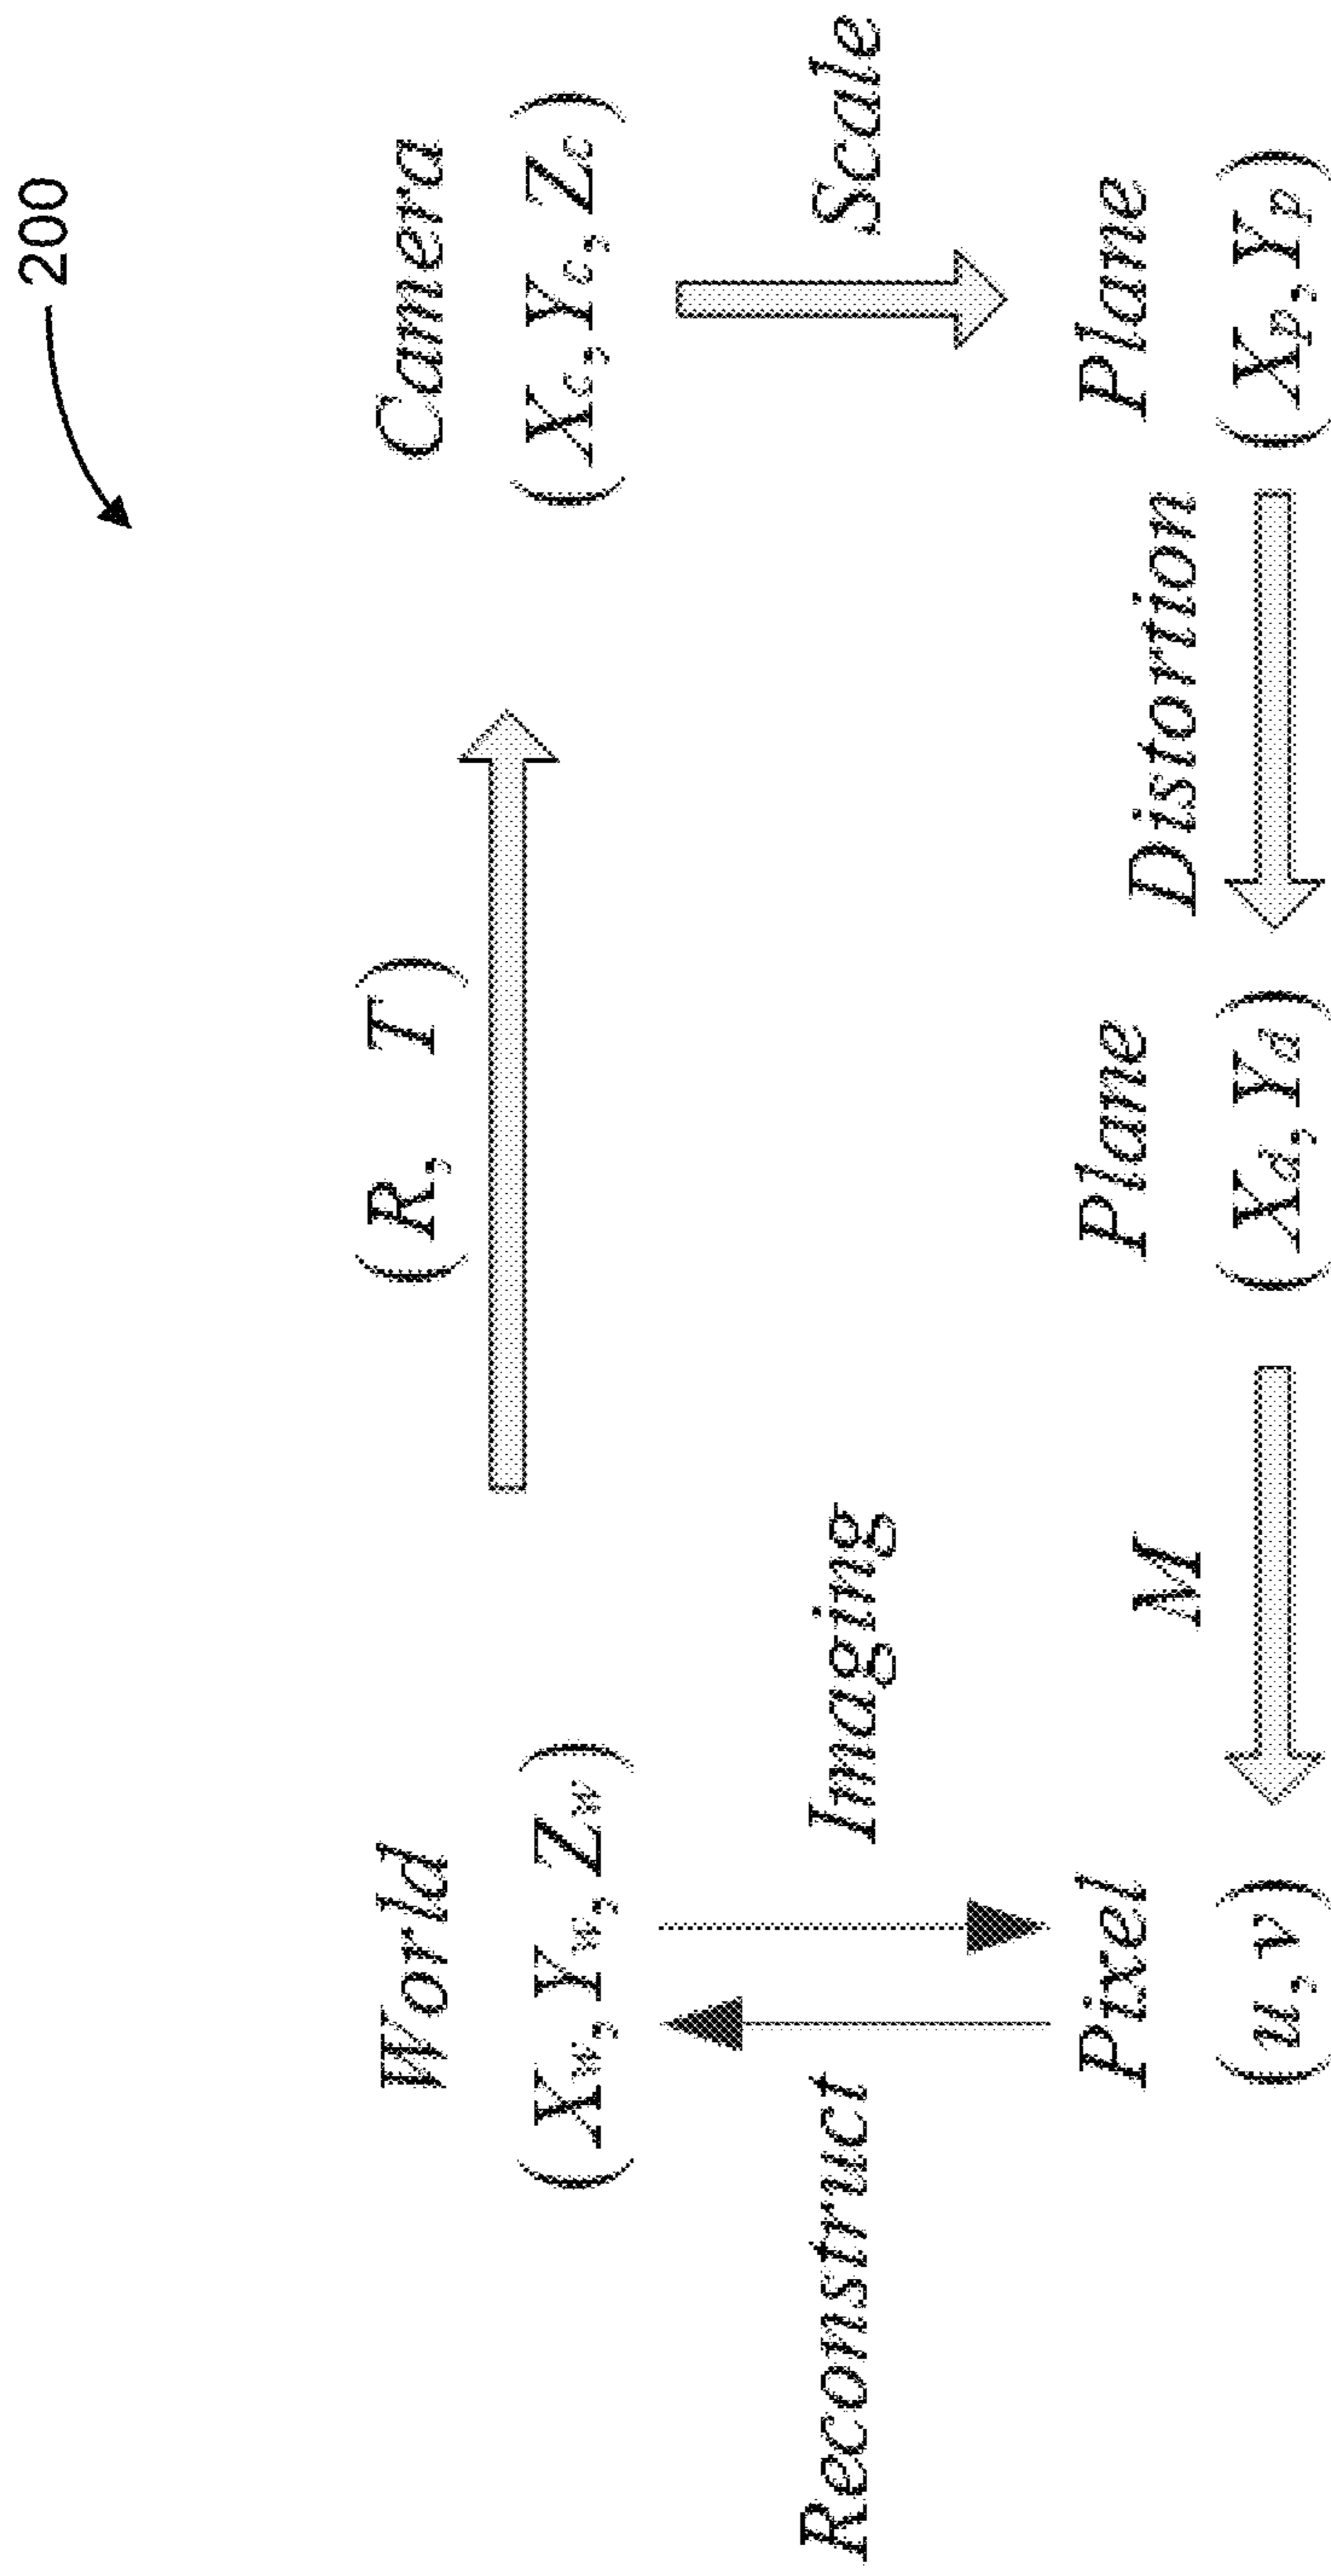 200
World
(Xw, Yw, Zw)
(R, T)
Camera
(Xc, Yc, Zc)
Reconstruct
Imaging
Scale
Pixel
(u, v)
M
Plane
(Xd, Yd)
Distortion
Plane
(Xp, Yp)